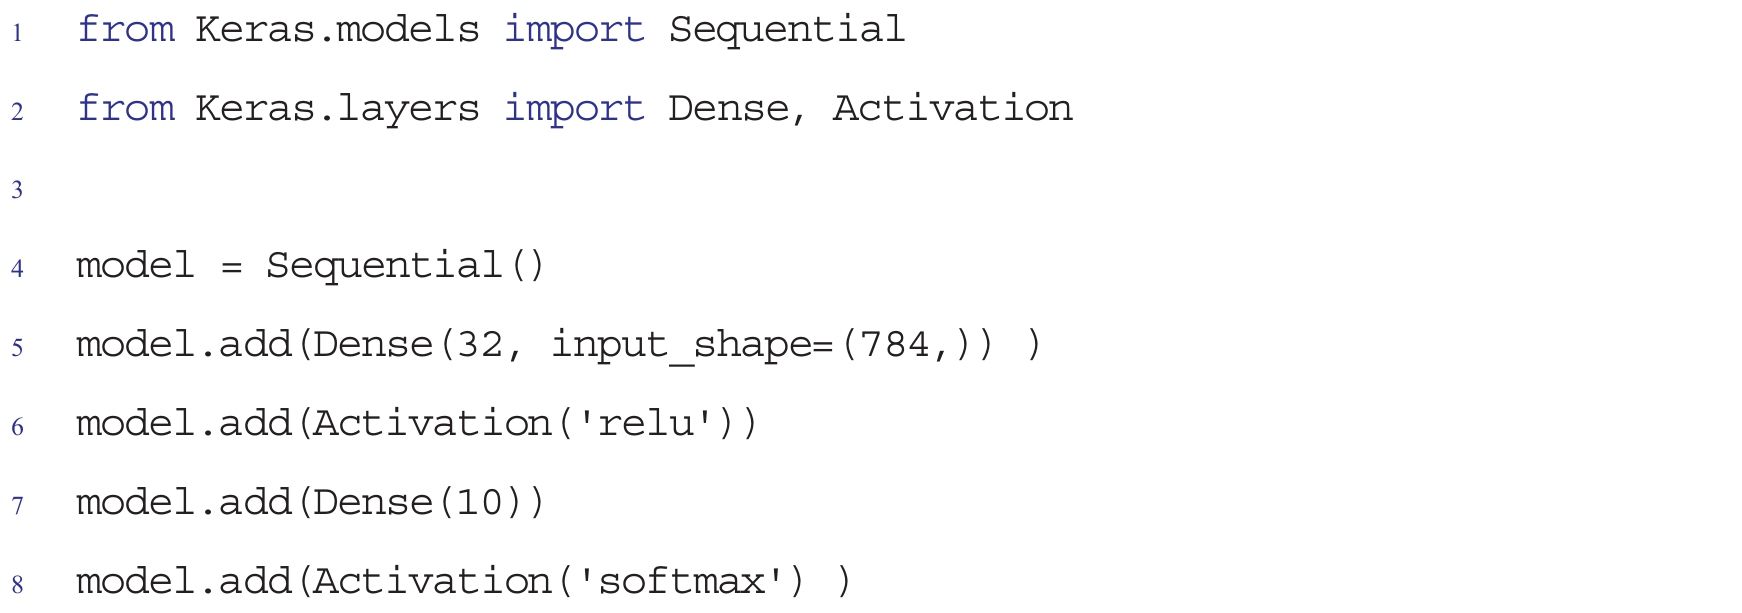 1 from Keras.models import Sequential
2 from Keras.layers import Dense, Activation
3
4 model = Sequential()
5 model.add(Dense(32, input_shape=(784,)) )
6 model.add(Activation('relu'))
7 model.add(Dense(10))
8 model.add(Activation('softmax') )